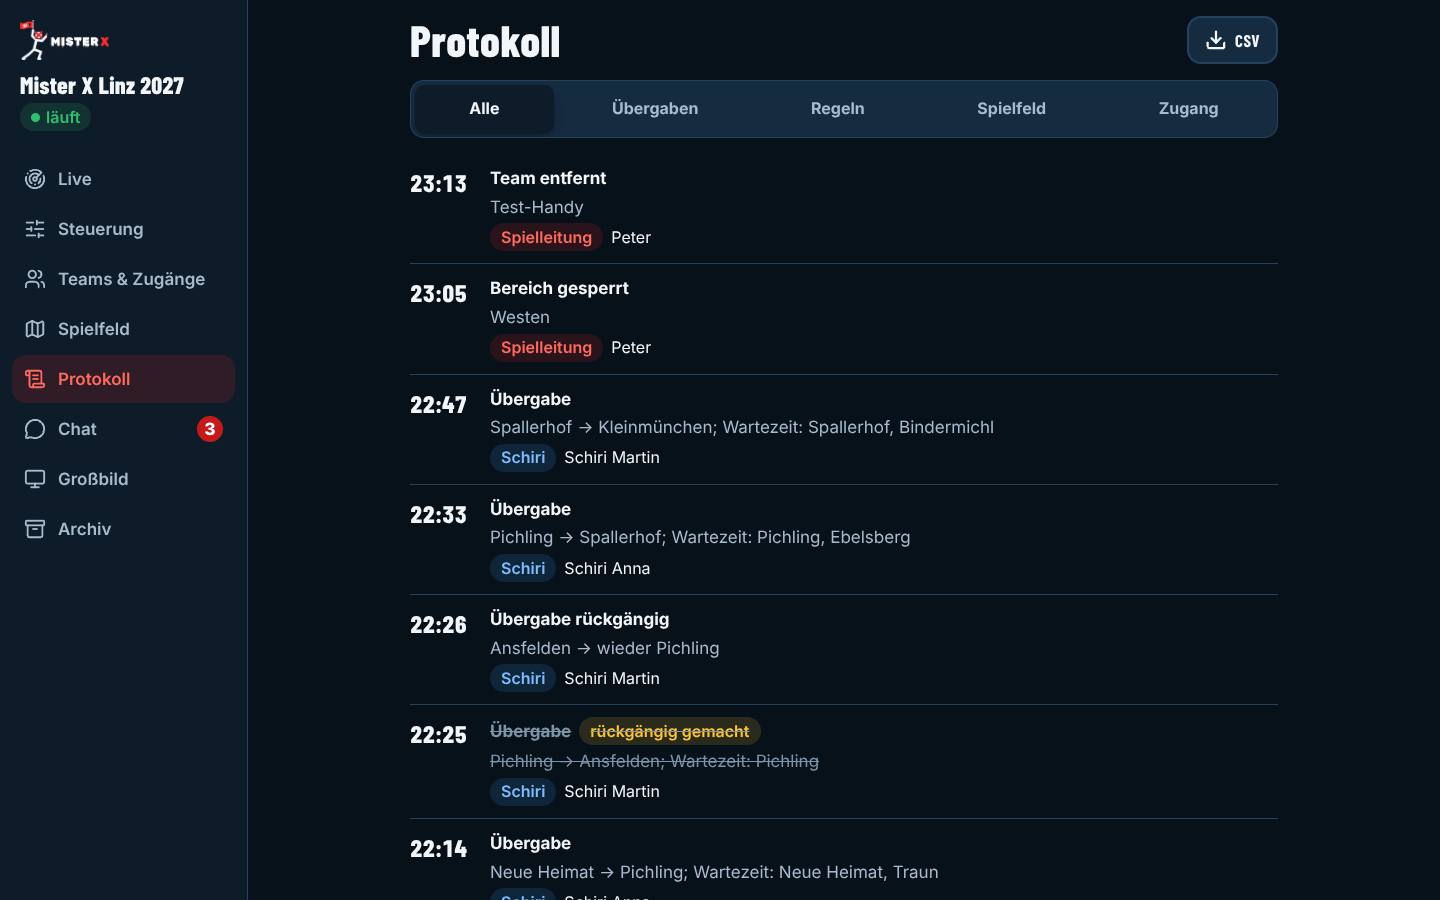 MISTER X
Mister X Linz 2027
läuft
Live
Steuerung
Teams & Zugänge
Spielfeld
Protokoll
Chat 3
Großbild
Archiv
Protokoll
CSV
Alle Übergaben Regeln Spielfeld Zugang
23:13 Team entfernt
Test-Handy
Spielleitung Peter
23:05 Bereich gesperrt
Westen
Spielleitung Peter
22:47 Übergabe
Spallerhof → Kleinmünchen; Wartezeit: Spallerhof, Bindermichl
Schiri Schiri Martin
22:33 Übergabe
Pichling → Spallerhof; Wartezeit: Pichling, Ebelsberg
Schiri Schiri Anna
22:26 Übergabe rückgängig
Ansfelden → wieder Pichling
Schiri Schiri Martin
22:25 Übergabe rückgängig gemacht
Pichling → Ansfelden; Wartezeit: Pichling
Schiri Schiri Martin
22:14 Übergabe
Neue Heimat → Pichling; Wartezeit: Neue Heimat, Traun
Schiri Schiri Anna